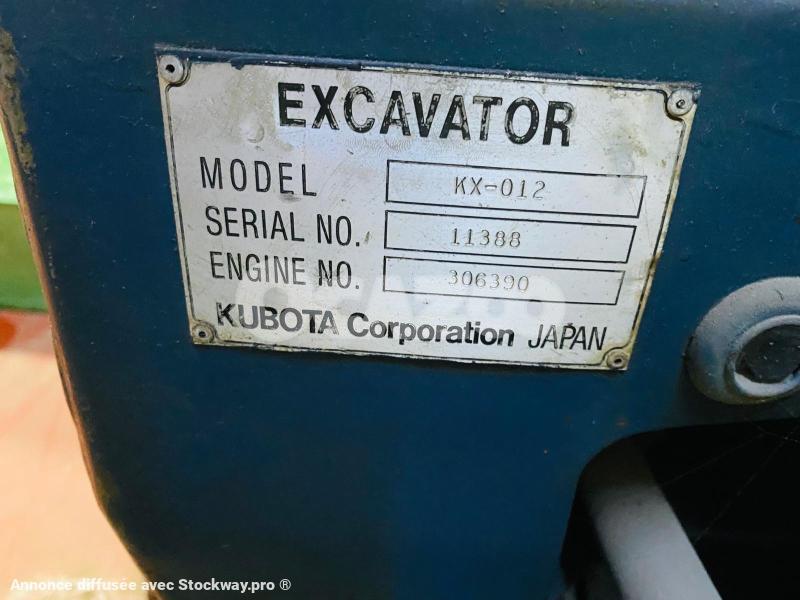 EXCAVATOR
MODEL KX-012
SERIAL NO. 11388
ENGINE NO. 306390
KUBOTA Corporation JAPAN
Annonce diffusée avec Stockway.pro ®